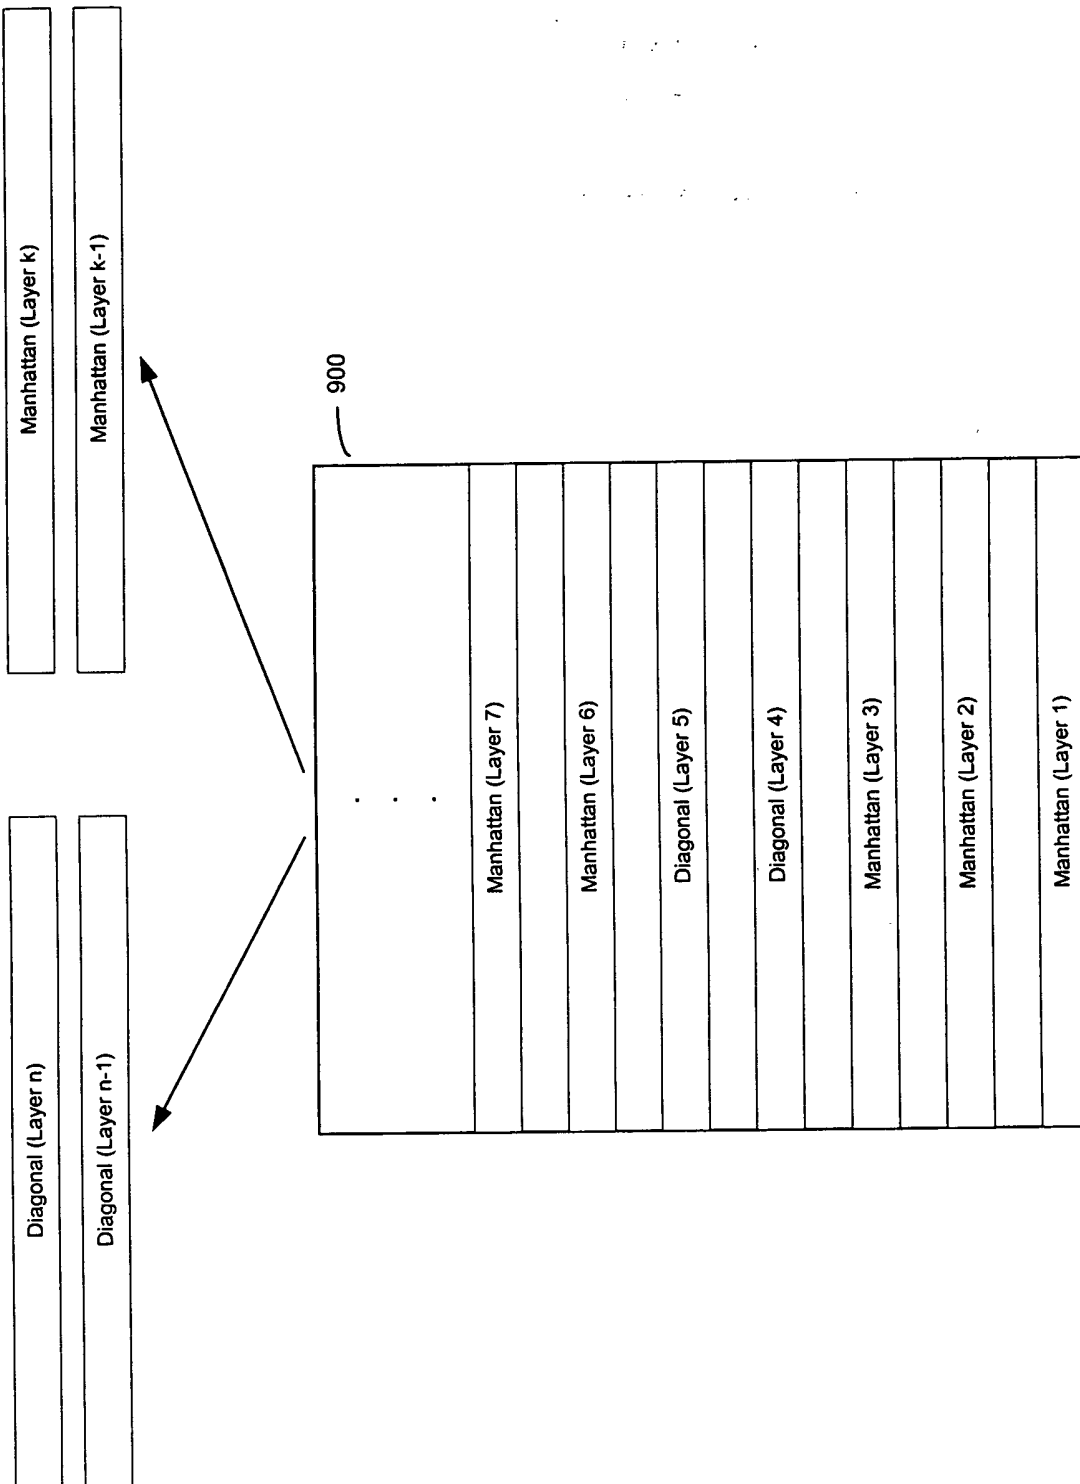 Diagonal (Layer n)
Diagonal (Layer n-1)
Manhattan (Layer k)
Manhattan (Layer k-1)
900
. . .
Manhattan (Layer 7)
Manhattan (Layer 6)
Diagonal (Layer 5)
Diagonal (Layer 4)
Manhattan (Layer 3)
Manhattan (Layer 2)
Manhattan (Layer 1)